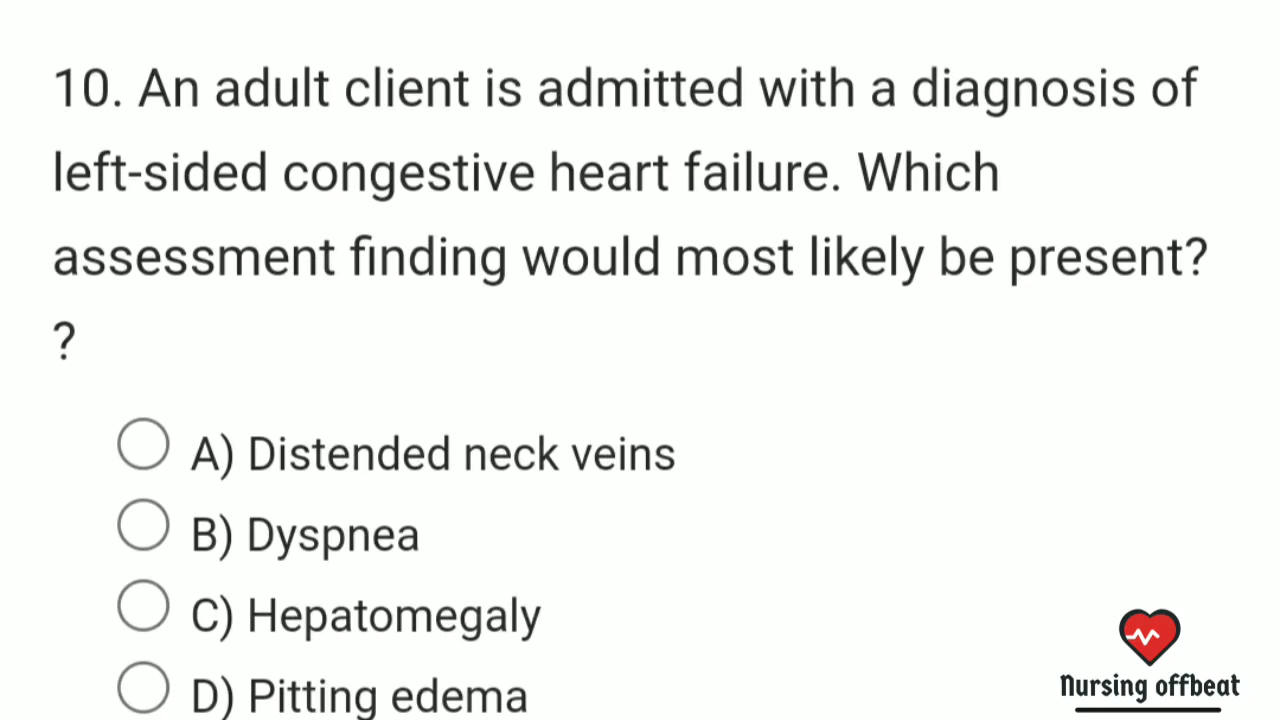 10. An adult client is admitted with a diagnosis of
left-sided congestive heart failure. Which
assessment finding would most likely be present?
?
A) Distended neck veins
B) Dyspnea
C) Hepatomegaly
D) Pitting edema
Nursing offbeat